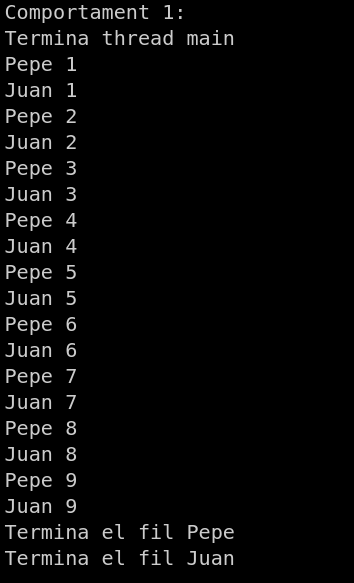 Comportament 1:
Termina thread main
Pepe 1
Juan 1
Pepe 2
Juan 2
Pepe 3
Juan 3
Pepe 4
Juan 4
Pepe 5
Juan 5
Pepe 6
Juan 6
Pepe 7
Juan 7
Pepe 8
Juan 8
Pepe 9
Juan 9
Termina el fil Pepe
Termina el fil Juan